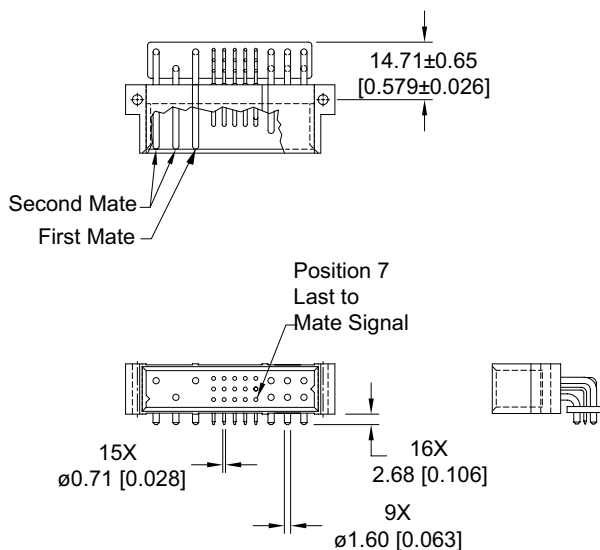 14.71±0.65
[0.579±0.026]
Second Mate
First Mate
Position 7
Last to
Mate Signal
15X
ø0.71 [0.028]
16X
2.68 [0.106]
9X
ø1.60 [0.063]